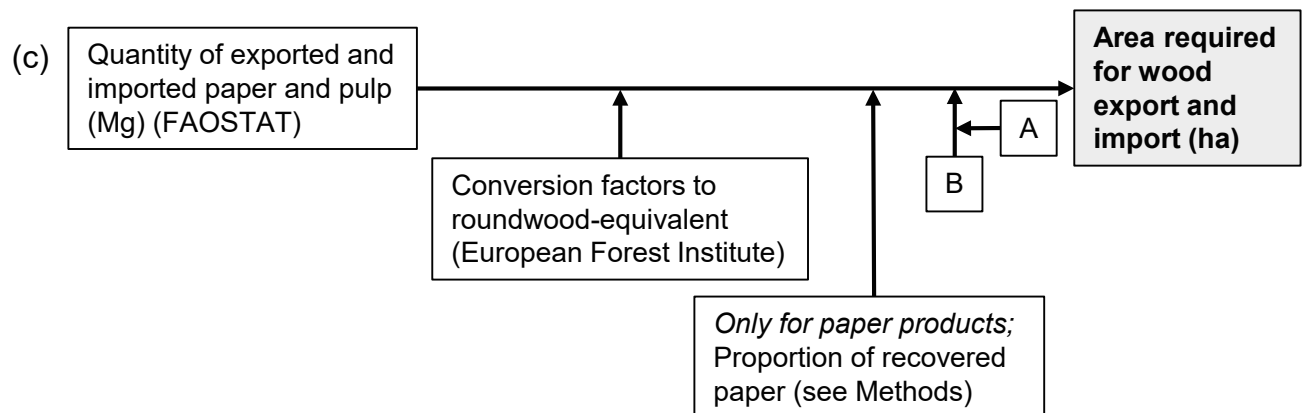 (c)
Quantity of exported and
imported paper and pulp
(Mg) (FAOSTAT)
Area required
for wood
export and
import (ha)
A
B
Conversion factors to
roundwood-equivalent
(European Forest Institute)
Only for paper products;
Proportion of recovered
paper (see Methods)